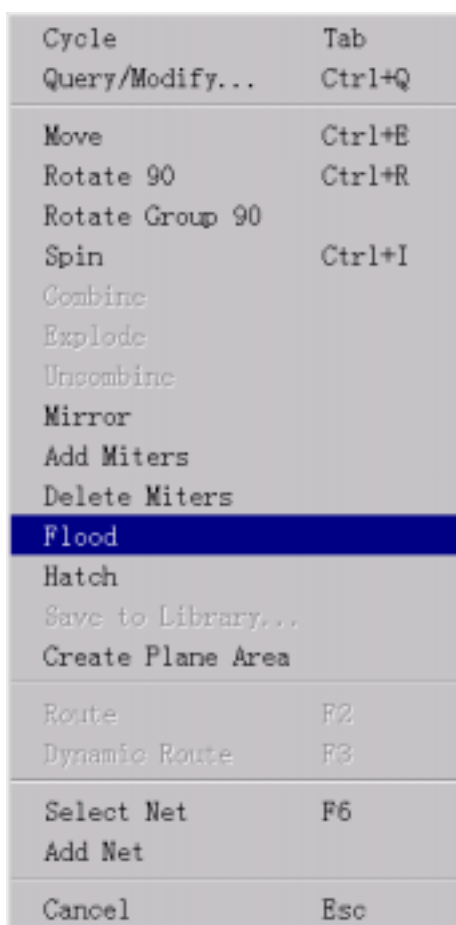 Cycle Tab
Query/Modify... Ctrl+Q
Move Ctrl+E
Rotate 90 Ctrl+R
Rotate Group 90
Spin Ctrl+I
Combine
Explode
Uncombine
Mirror
Add Miters
Delete Miters
Flood
Hatch
Save to Library...
Create Plane Area
Route F2
Dynamic Route F3
Select Net F6
Add Net
Cancel Esc